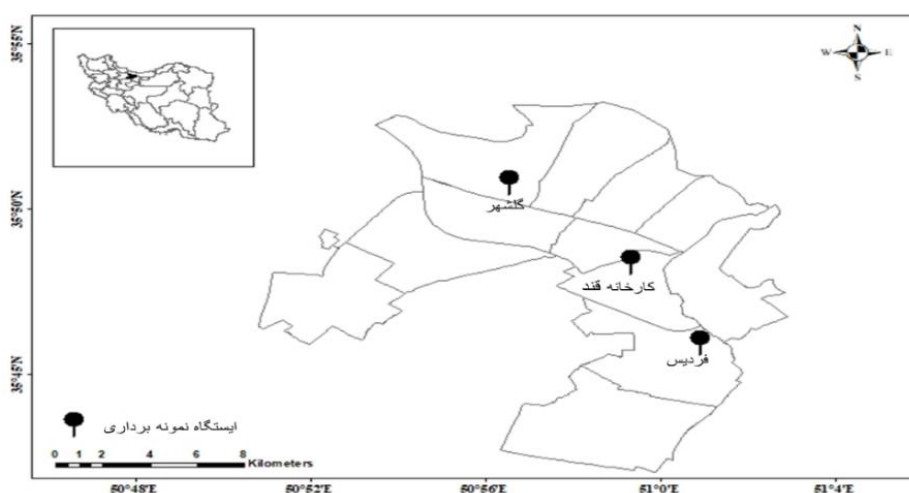 35°55'N
N
W E
S
35°50'N
گلشهر
کارخانه قند
فردیس
35°45'N
ایستگاه نمونه برداری
0 1 2 4 6 8
Kilometers
50°48'E 50°52'E 50°56'E 51°0'E 51°4'E